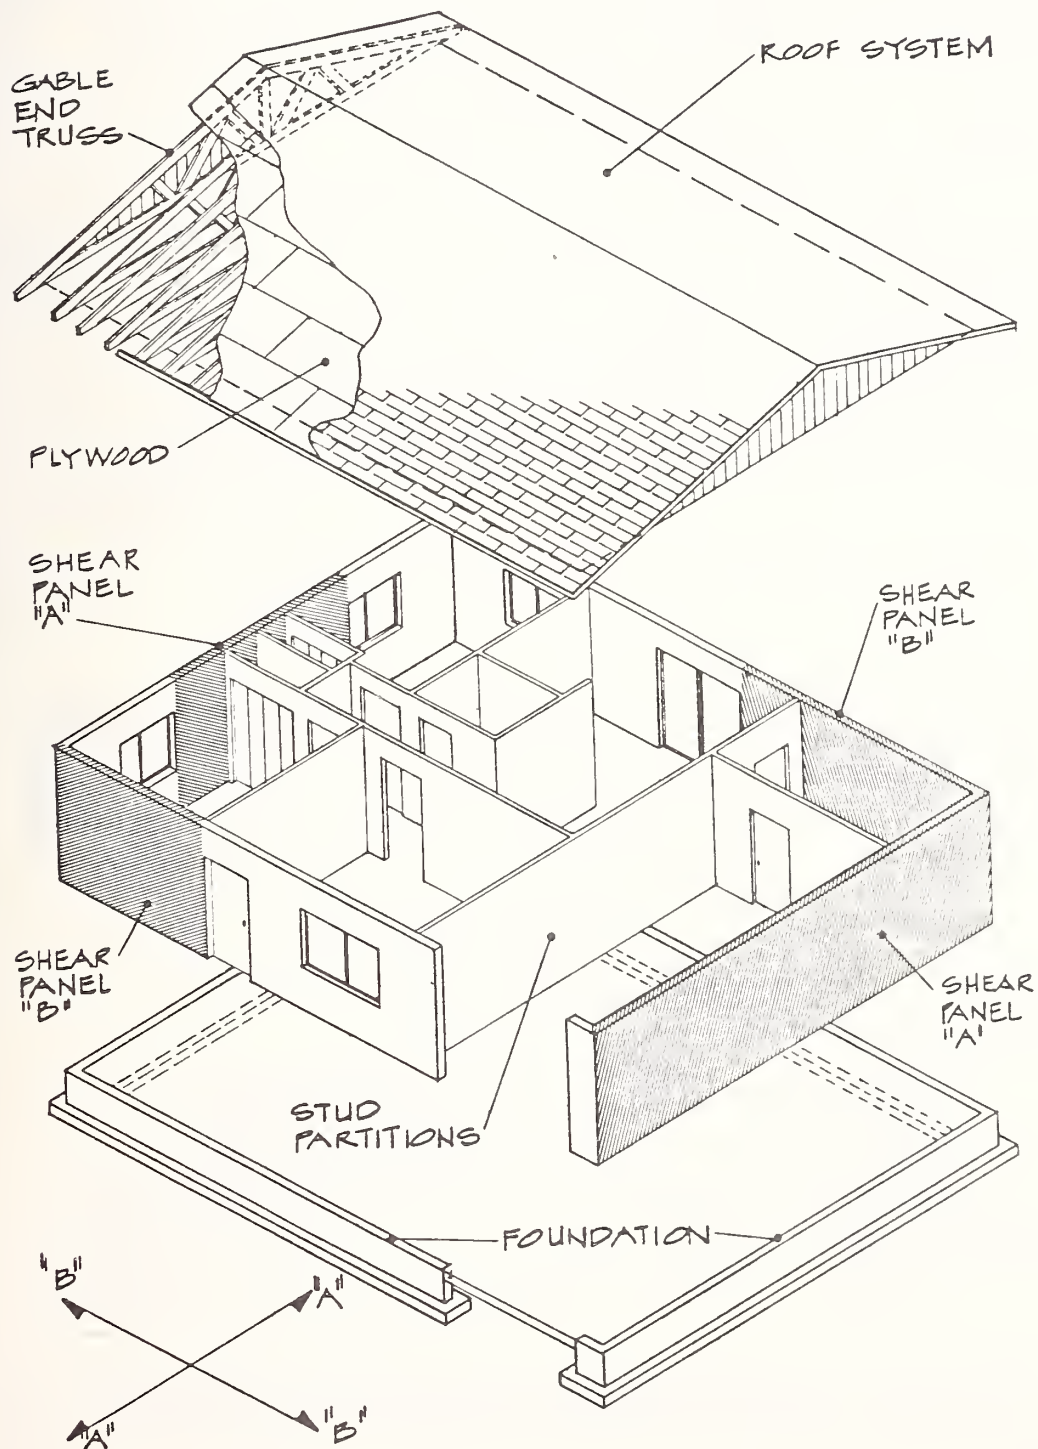 ROOF SYSTEM
GABLE
END
TRUSS
PLYWOOD
SHEAR
PANEL
"A"
SHEAR
PANEL
"B"
SHEAR
PANEL
"B"
SHEAR
PANEL
"A"
STUD
PARTITIONS
FOUNDATION
"B"
"A"
"A"
"B"